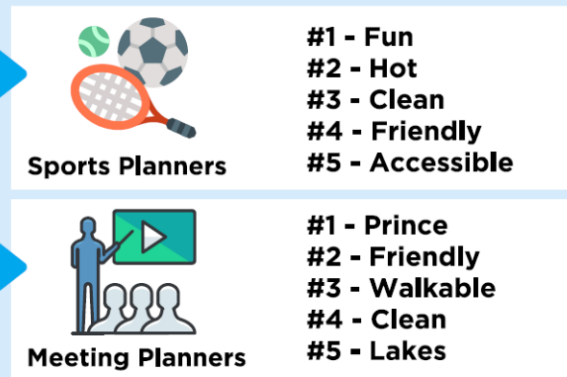 #1 - Fun
#2 - Hot
#3 - Clean
#4 - Friendly
#5 - Accessible
Sports Planners
#1 - Prince
#2 - Friendly
#3 - Walkable
#4 - Clean
#5 - Lakes
Meeting Planners